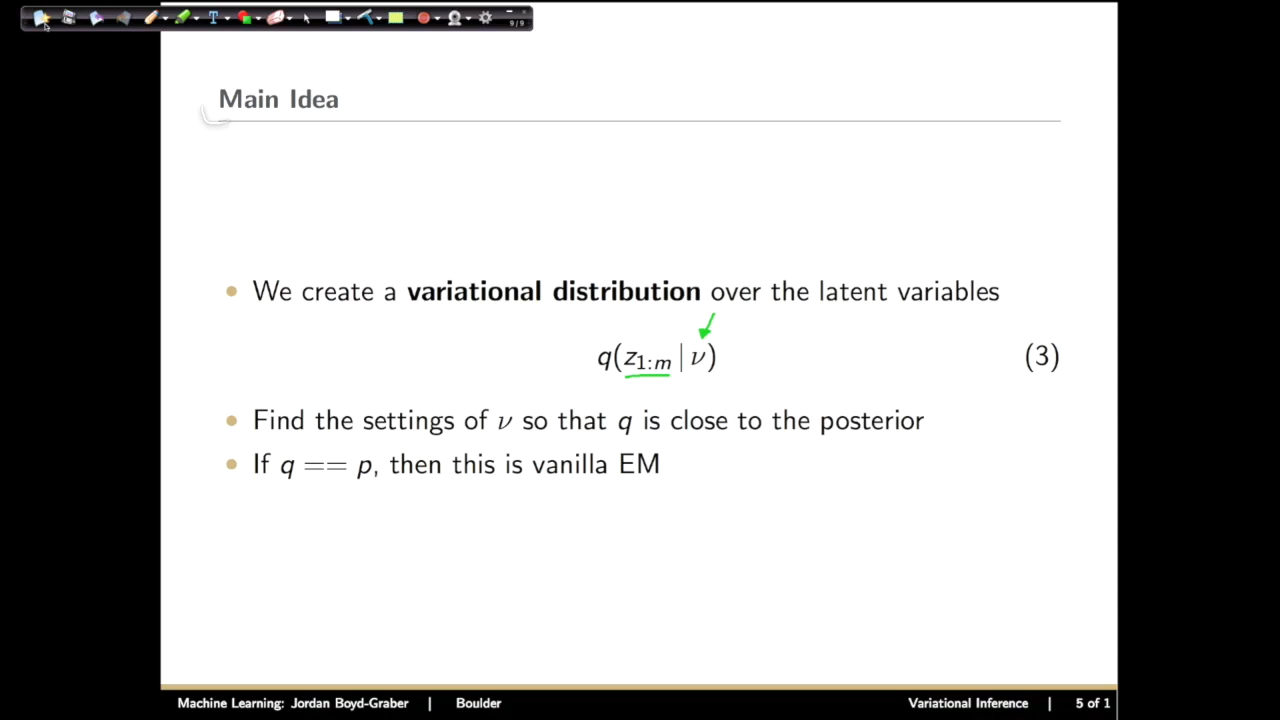 9/9
Main Idea
• We create a variational distribution over the latent variables
q(z1:m | ν) (3)
• Find the settings of ν so that q is close to the posterior
• If q == p, then this is vanilla EM
Machine Learning: Jordan Boyd-Graber | Boulder Variational Inference | 5 of 1